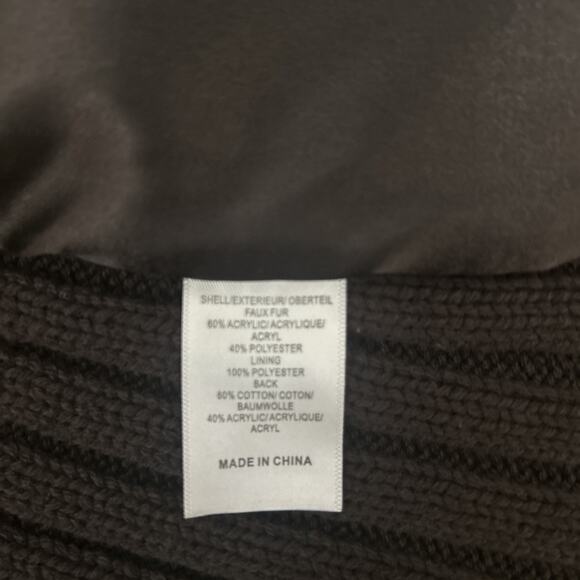 SHELL/EXTERIEUR/ OBERTEIL
FAUX FUR
60% ACRYLIC/ ACRYLIQUE/
ACRYL
40% POLYESTER
LINING
100% POLYESTER
BACK
60% COTTON/ COTON/
BAUMWOLLE
40% ACRYLIC/ ACRYLIQUE/
ACRYL
MADE IN CHINA